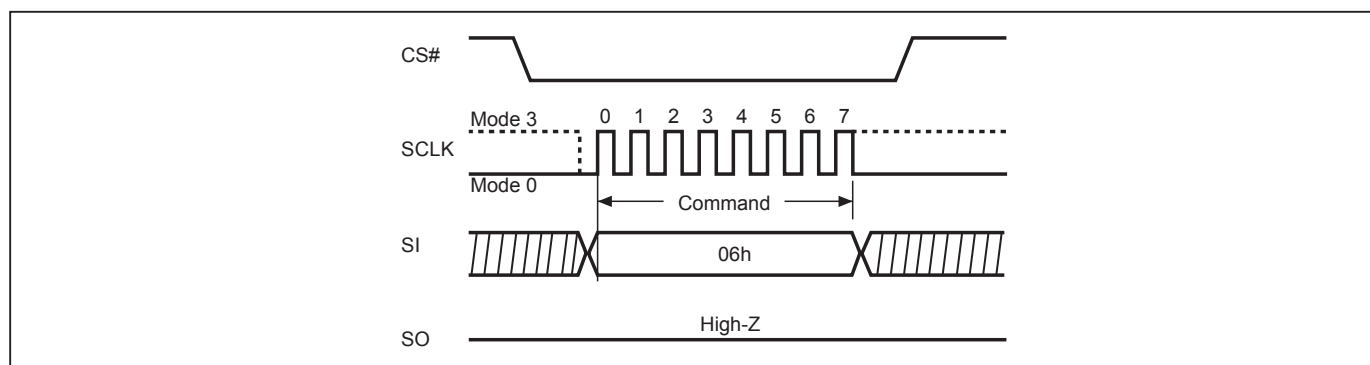 CS#
Mode 3
0 1 2 3 4 5 6 7
SCLK
Mode 0
Command
SI
06h
High-Z
SO